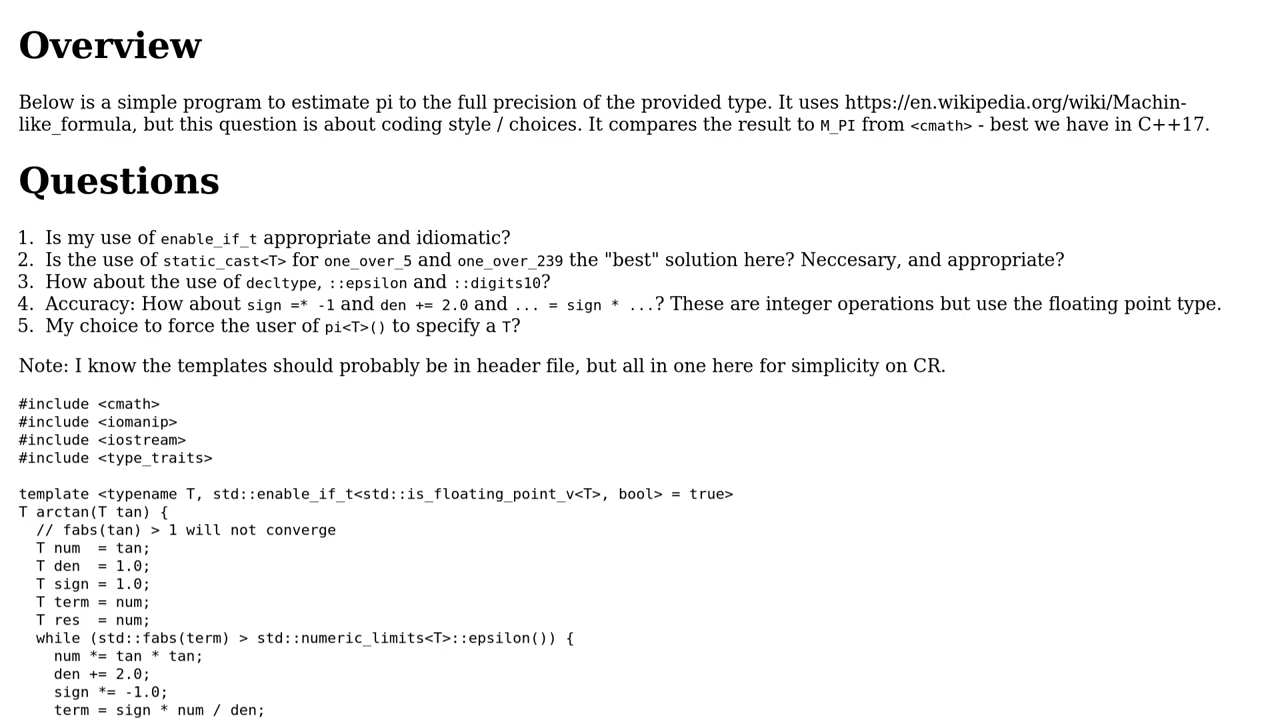 Overview
Below is a simple program to estimate pi to the full precision of the provided type. It uses https://en.wikipedia.org/wiki/Machin-
like_formula, but this question is about coding style / choices. It compares the result to M_PI from <cmath> - best we have in C++17.
Questions
1. Is my use of enable_if_t appropriate and idiomatic?
2. Is the use of static_cast<T> for one_over_5 and one_over_239 the "best" solution here? Neccesary, and appropriate?
3. How about the use of decltype, ::epsilon and ::digits10?
4. Accuracy: How about sign =* -1 and den += 2.0 and ... = sign * ...? These are integer operations but use the floating point type.
5. My choice to force the user of pi<T>() to specify a T?
Note: I know the templates should probably be in header file, but all in one here for simplicity on CR.
#include <cmath>
#include <iomanip>
#include <iostream>
#include <type_traits>
template <typename T, std::enable_if_t<std::is_floating_point_v<T>, bool> = true>
T arctan(T tan) {
  // fabs(tan) > 1 will not converge
  T num  = tan;
  T den  = 1.0;
  T sign = 1.0;
  T term = num;
  T res  = num;
  while (std::fabs(term) > std::numeric_limits<T>::epsilon()) {
    num *= tan * tan;
    den += 2.0;
    sign *= -1.0;
    term = sign * num / den;